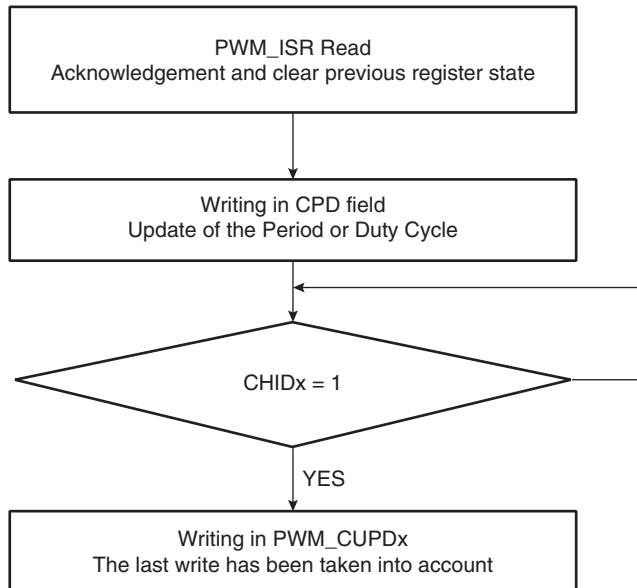 PWM_ISR Read
Acknowledgement and clear previous register state
Writing in CPD field
Update of the Period or Duty Cycle
CHIDx = 1
YES
Writing in PWM_CUPDx
The last write has been taken into account